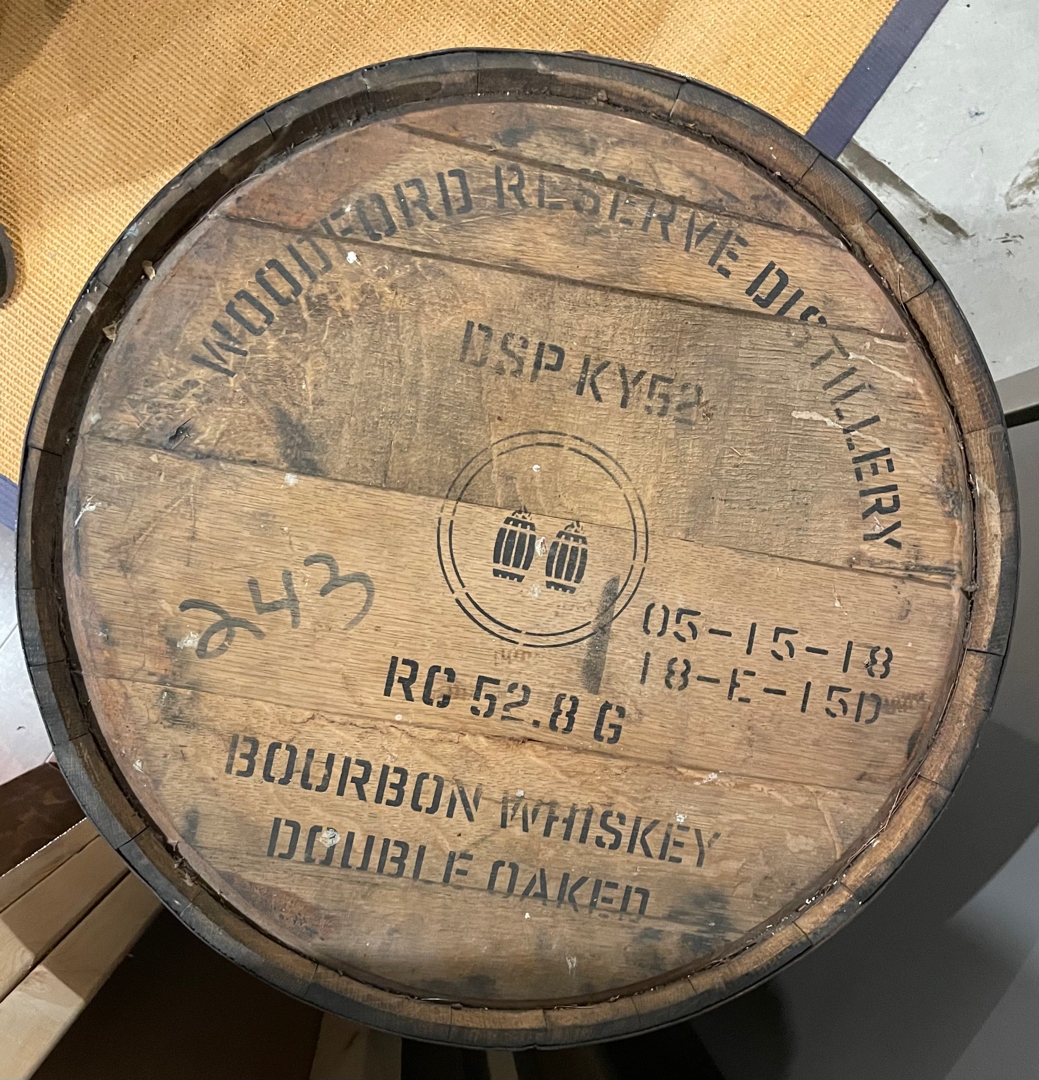 WOODFORD RESERVE DISTILLERY
DSP KY52
243
05-15-18
18-E-15D
RC 52.8 G
BOURBON WHISKEY
DOUBLE OAKED